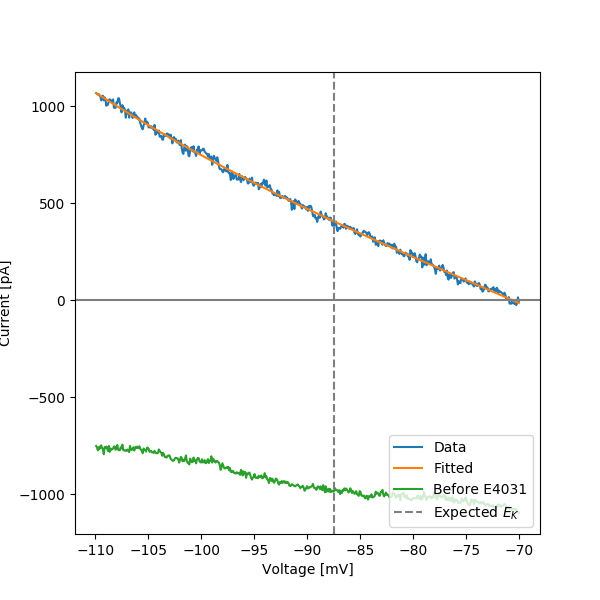 1000
500
0
−500
−1000
Current [pA]
Data
Fitted
Before E4031
Expected E_K
−110 −105 −100 −95 −90 −85 −80 −75 −70
Voltage [mV]